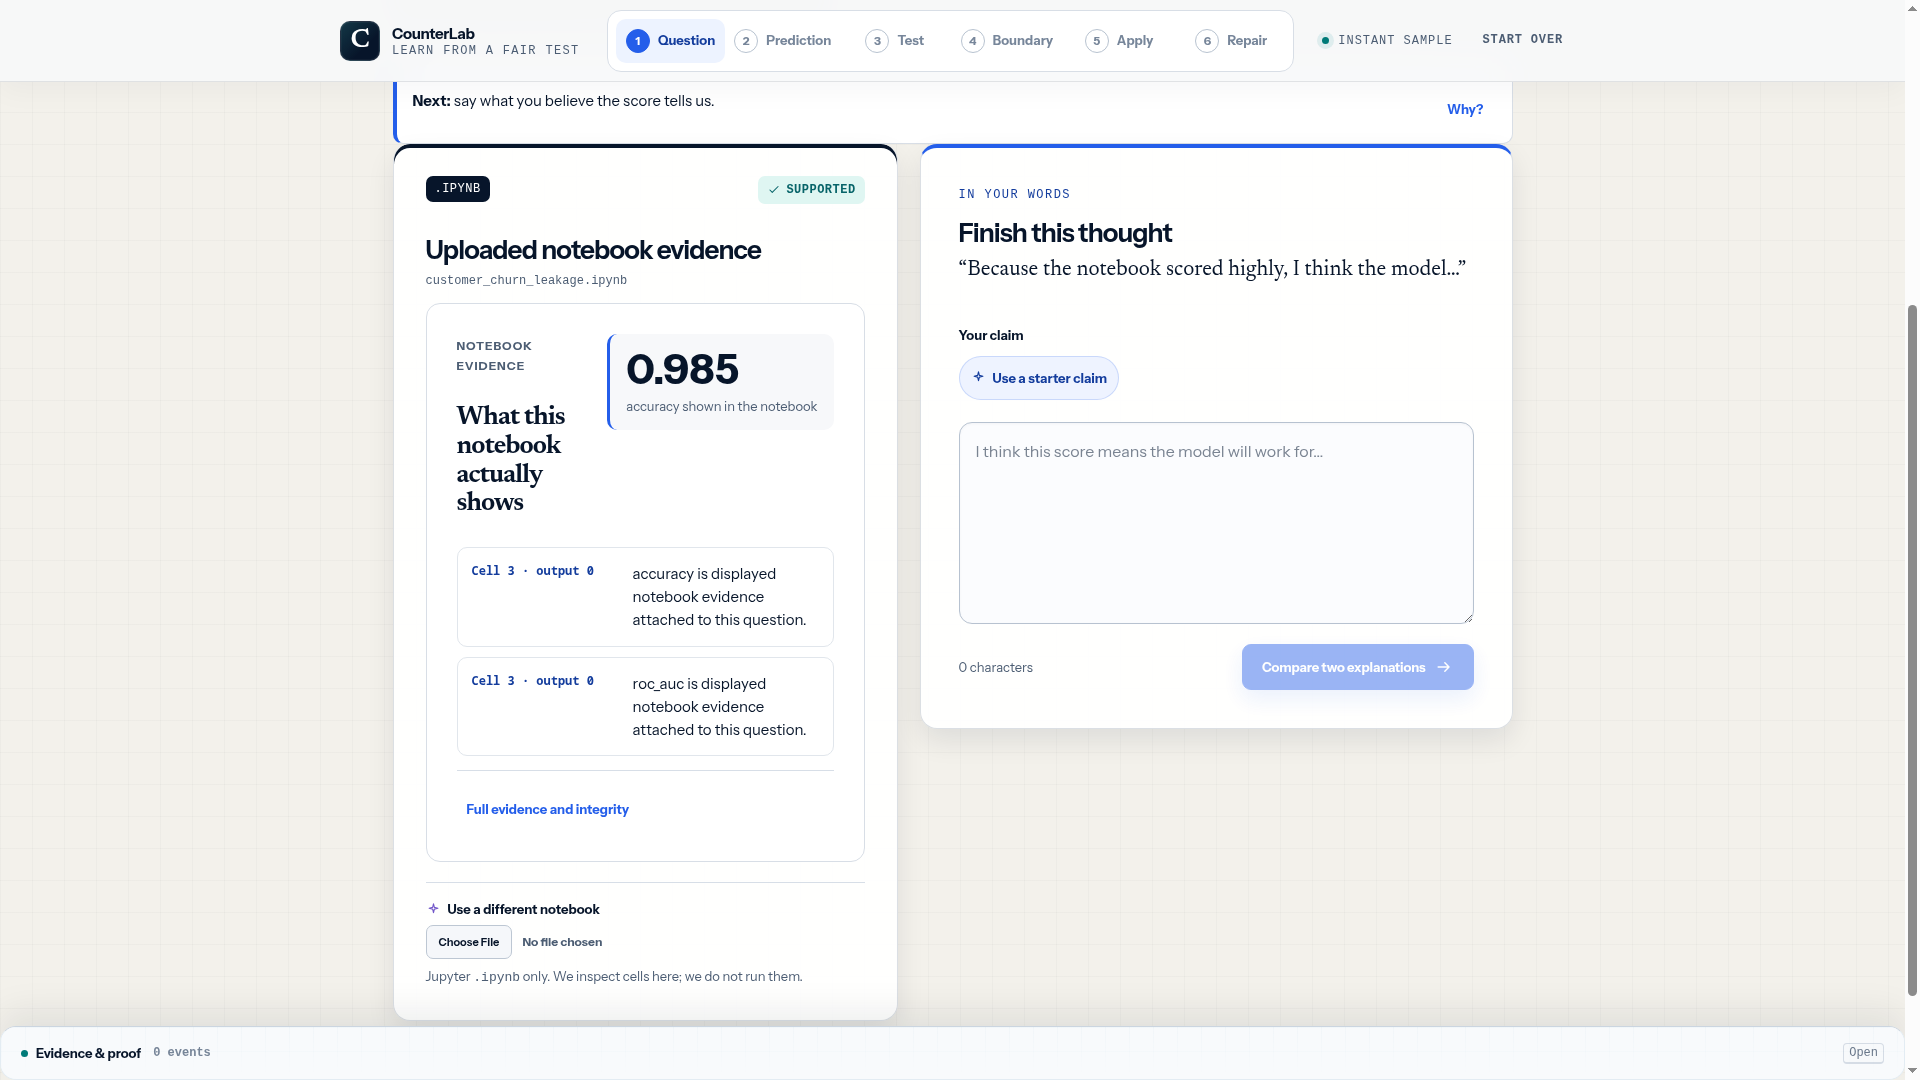 C
CounterLab
LEARN FROM A FAIR TEST
1 Question
2 Prediction
3 Test
4 Boundary
5 Apply
6 Repair
INSTANT SAMPLE
START OVER
Next: say what you believe the score tells us.
Why?
.IPYNB
✓ SUPPORTED
Uploaded notebook evidence
customer_churn_leakage.ipynb
NOTEBOOK
EVIDENCE
What this
notebook
actually
shows
0.985
accuracy shown in the notebook
Cell 3 · output 0
accuracy is displayed
notebook evidence
attached to this question.
Cell 3 · output 0
roc_auc is displayed
notebook evidence
attached to this question.
Full evidence and integrity
Use a different notebook
Choose File No file chosen
Jupyter .ipynb only. We inspect cells here; we do not run them.
IN YOUR WORDS
Finish this thought
“Because the notebook scored highly, I think the model...”
Your claim
Use a starter claim
I think this score means the model will work for...
0 characters
Compare two explanations →
Evidence & proof 0 events
Open